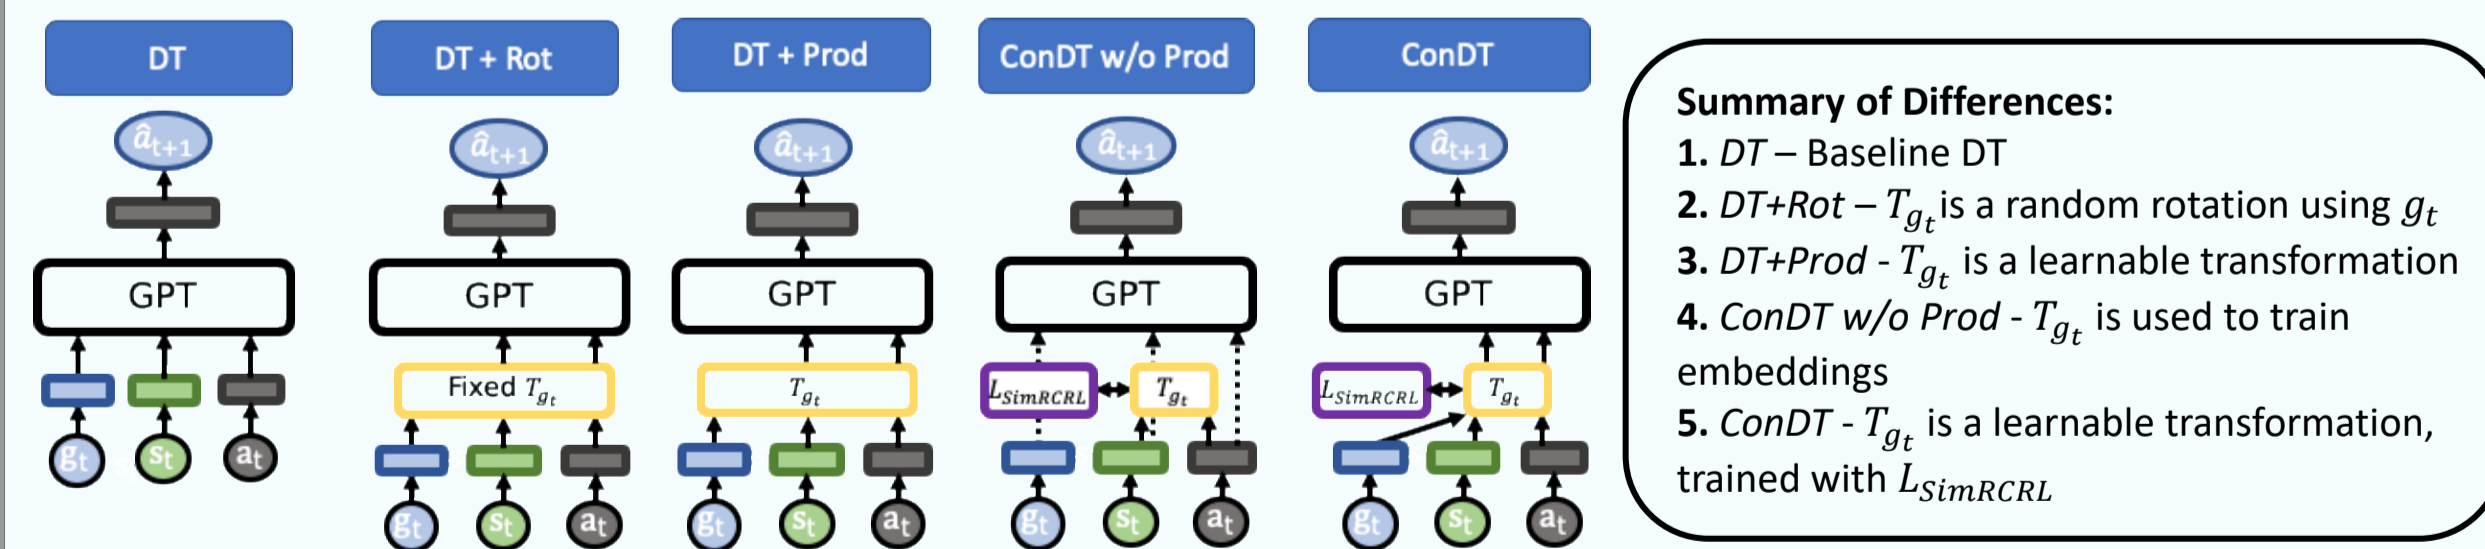 DT
DT + Rot
DT + Prod
ConDT w/o Prod
ConDT
â_{t+1}
â_{t+1}
â_{t+1}
â_{t+1}
â_{t+1}
GPT
GPT
GPT
GPT
GPT
Fixed T_{g_t}
T_{g_t}
L_{SimRCRL}
T_{g_t}
L_{SimRCRL}
T_{g_t}
g_t
s_t
a_t
g_t
s_t
a_t
g_t
s_t
a_t
g_t
s_t
a_t
g_t
s_t
a_t
Summary of Differences:
1. DT – Baseline DT
2. DT+Rot – T_{g_t} is a random rotation using g_t
3. DT+Prod - T_{g_t} is a learnable transformation
4. ConDT w/o Prod - T_{g_t} is used to train
embeddings
5. ConDT - T_{g_t} is a learnable transformation,
trained with L_{SimRCRL}